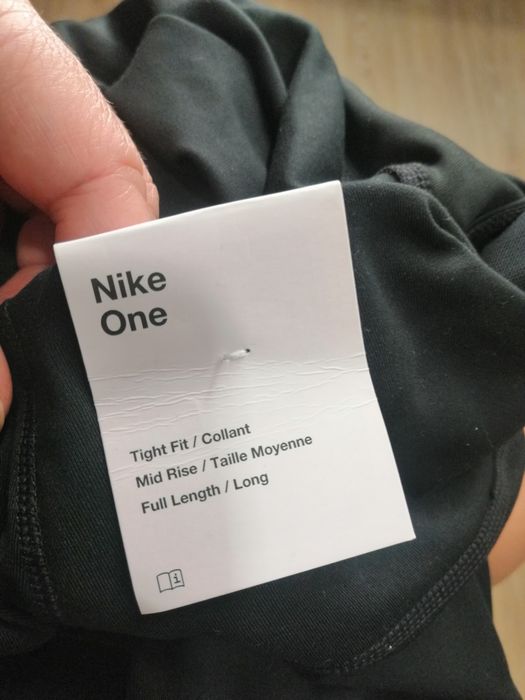 Nike
One
Tight Fit / Collant
Mid Rise / Taille Moyenne
Full Length / Long
i